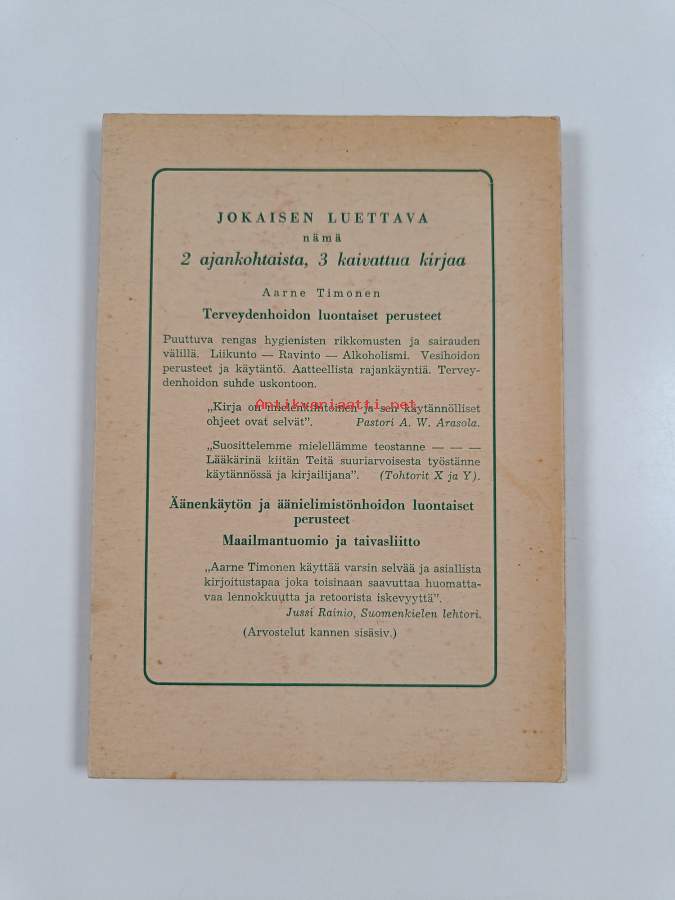 JOKAISEN LUETTAVA
nämä
2 ajankohtaista, 3 kaivattua kirjaa
Aarne Timonen
Terveydenhoidon luontaiset perusteet
Puuttuva rengas hygienisten rikkomusten ja sairauden
välillä. Liikunto — Ravinto — Alkoholismi. Vesihoidon
perusteet ja käytäntö. Aatteellista rajankäyntiä. Tervey-
denhoidon suhde uskontoon.
„Kirja on mielenkiintoinen ja sen käytännölliset
Antikvariaatti.net
ohjeet ovat selvät”. Pastori A. W. Arasola.
„Suosittelemme mielellämme teostanne — — —
Lääkärinä kiitän Teitä suuriarvoisesta työstänne
käytännössä ja kirjailijana”. (Tohtorit X ja Y).
Äänenkäytön ja äänielimistönhoidon luontaiset
perusteet
Maailmantuomio ja taivasliitto
„Aarne Timonen käyttää varsin selvää ja asiallista
kirjoitustapaa joka toisinaan saavuttaa huomatta-
vaa lennokkuutta ja retoorista iskevyyttä”.
Jussi Rainio, Suomenkielen lehtori.
(Arvostelut kannen sisäsiv.)